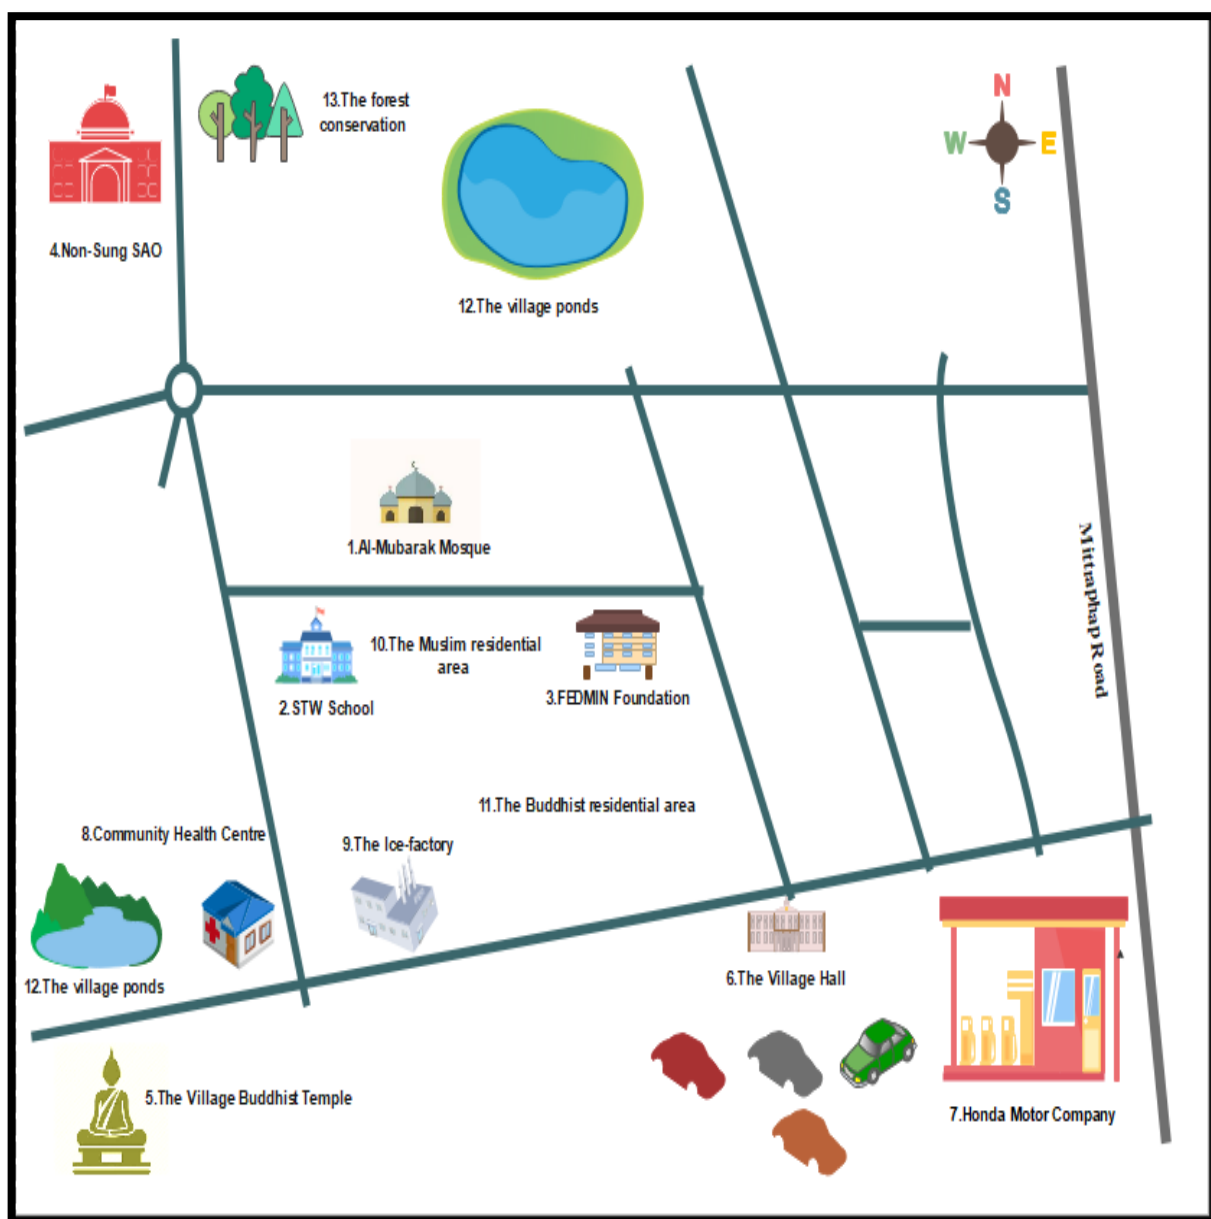 13.The forest
conservation
N
W
E
S
4.Non-Sung SAO
12.The village ponds
1.Al-Mubarak Mosque
Mittraphap Road
10.The Muslim residential
area
2.STW School
3.FEDMIN Foundation
11.The Buddhist residential area
8.Community Health Centre
9.The Ice-factory
12.The village ponds
6.The Village Hall
5.The Village Buddhist Temple
7.Honda Motor Company